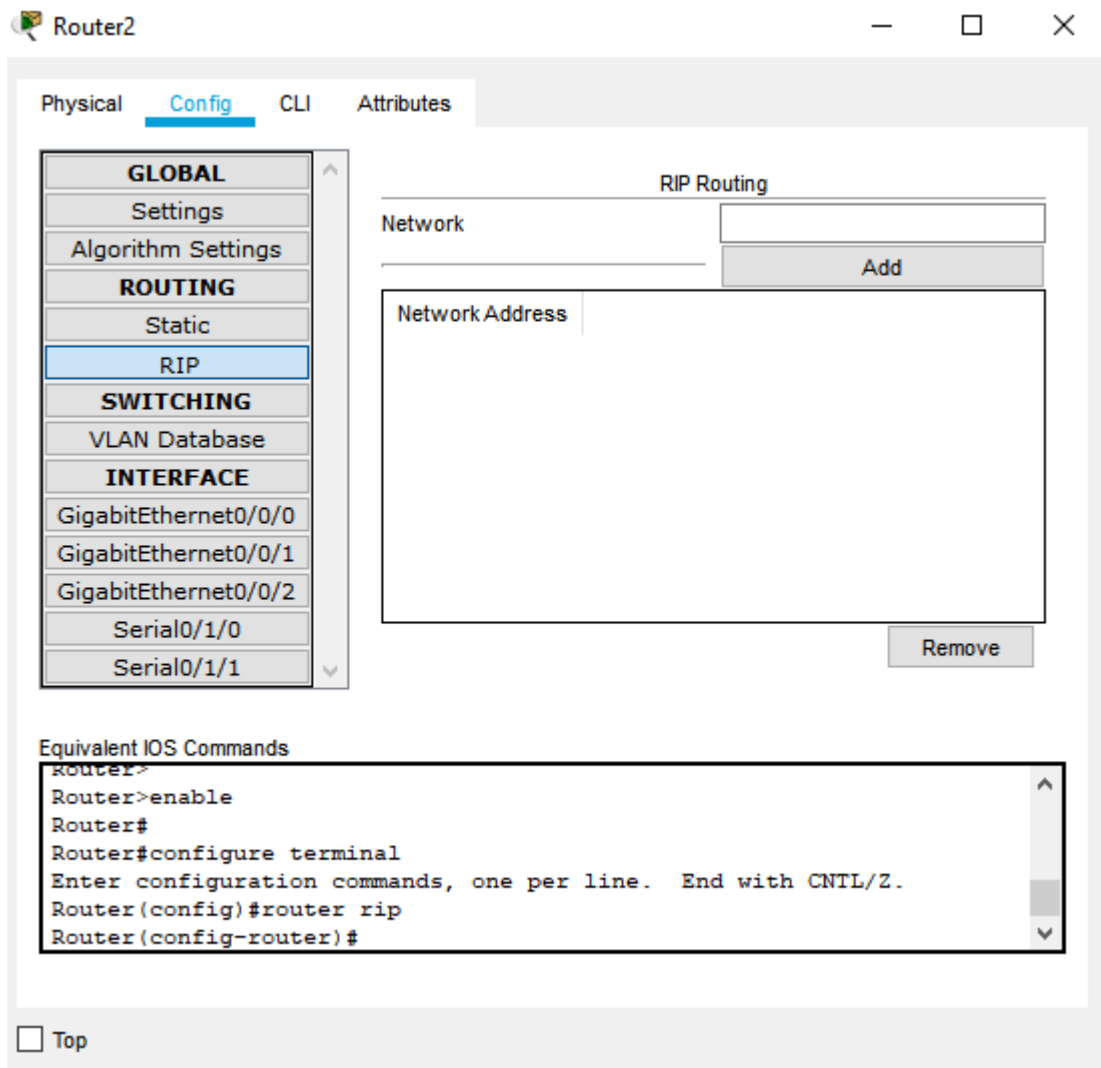 Router2
Physical Config CLI Attributes
GLOBAL
Settings
Algorithm Settings
ROUTING
Static
RIP
SWITCHING
VLAN Database
INTERFACE
GigabitEthernet0/0/0
GigabitEthernet0/0/1
GigabitEthernet0/0/2
Serial0/1/0
Serial0/1/1
RIP Routing
Network
Add
Network Address
Remove
Equivalent IOS Commands
Router>
Router>enable
Router#
Router#configure terminal
Enter configuration commands, one per line.  End with CNTL/Z.
Router(config)#router rip
Router(config-router)#
Top